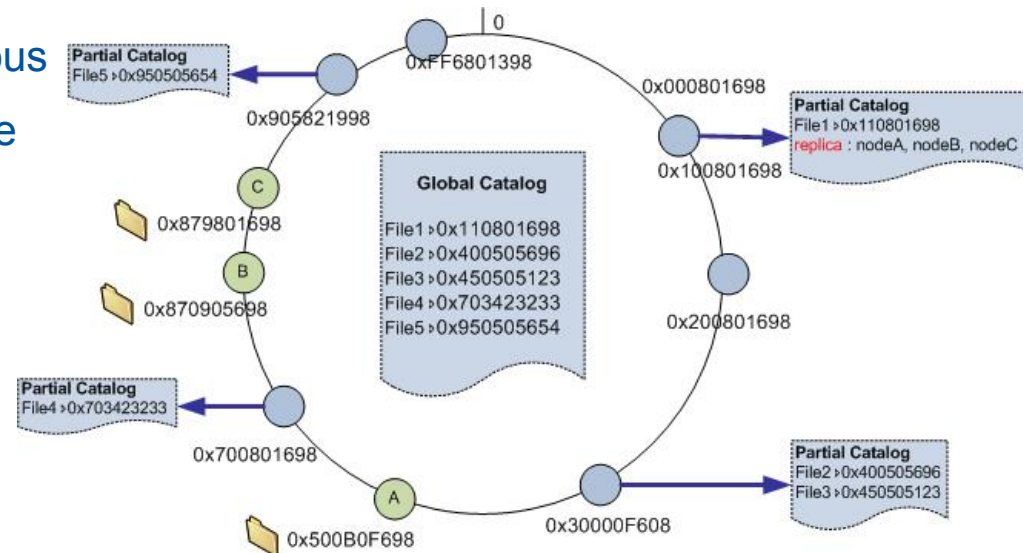 ous
e
0
0xFF6801398
Partial Catalog
File5 ▹0x950505654
0x905821998
0x000801698
Partial Catalog
File1 ▹0x110801698
replica : nodeA, nodeB, nodeC
0x100801698
C
0x879801698
Global Catalog
File1 ▹0x110801698
File2 ▹0x400505696
File3 ▹0x450505123
File4 ▹0x703423233
File5 ▹0x950505654
B
0x870905698
0x200801698
Partial Catalog
File4 ▹0x703423233
0x700801698
A
0x500B0F698
0x30000F608
Partial Catalog
File2 ▹0x400505696
File3 ▹0x450505123